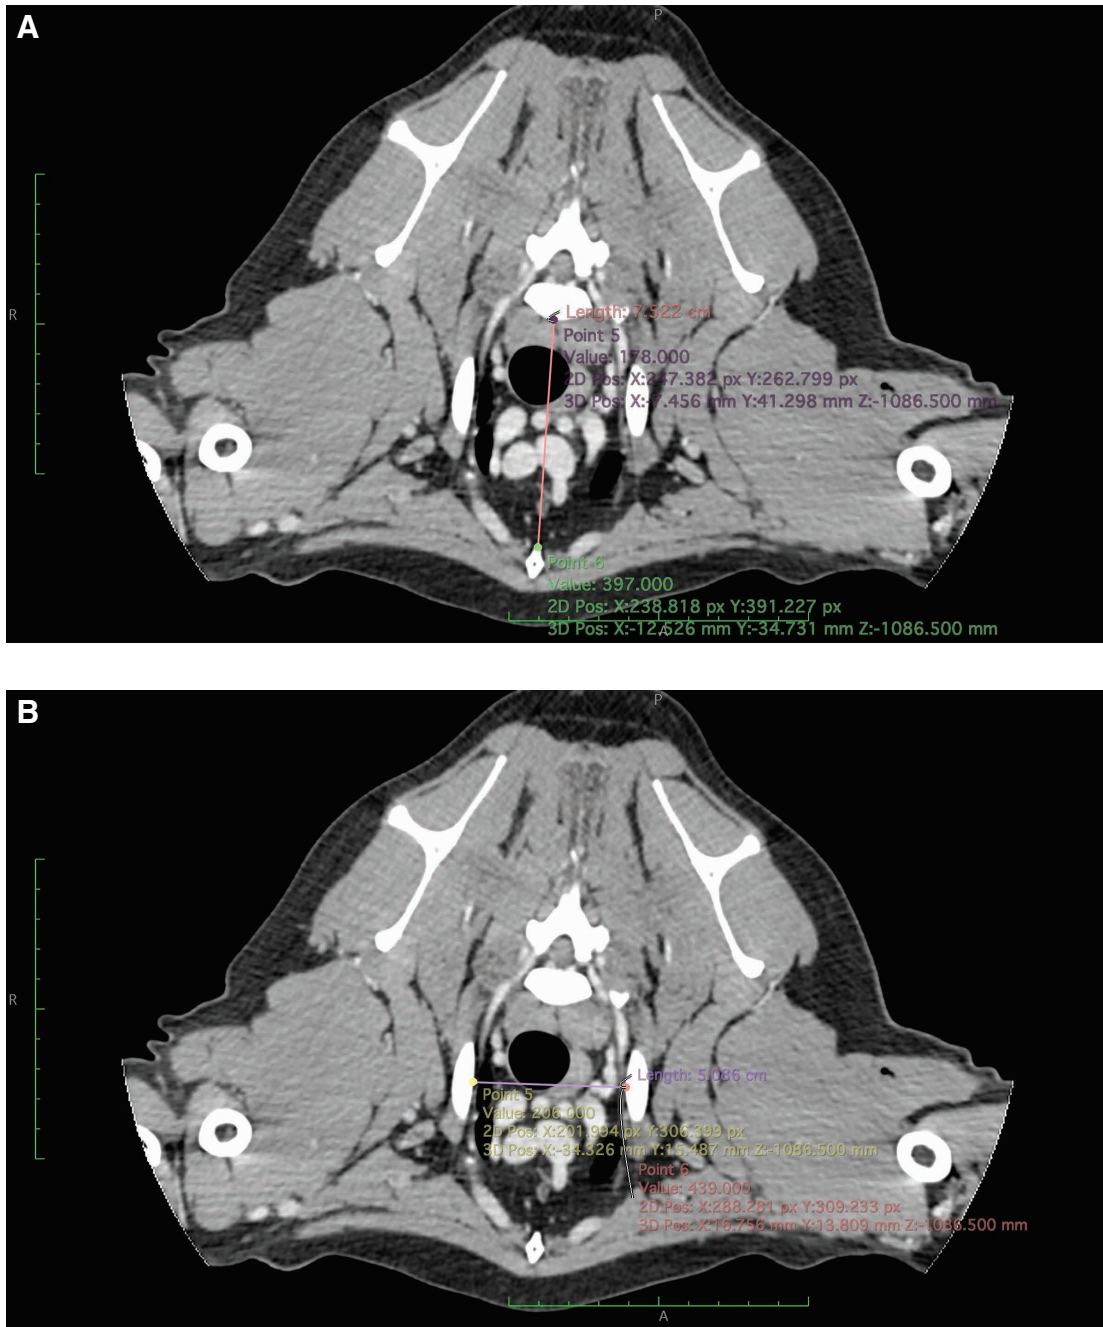 A
P
R
Length: 7.522 cm
Point 5
Value: 178.000
2D Pos: X:247.382 px Y:262.799 px
3D Pos: X:-7.456 mm Y:41.298 mm Z:-1086.500 mm
Point 6
Value: 397.000
2D Pos: X:238.818 px Y:391.227 px
3D Pos: X:-12.526 mm Y:-34.731 mm Z:-1086.500 mm
A
B
P
R
Length: 5.086 cm
Point 5
Value: 206.000
2D Pos: X:201.994 px Y:306.399 px
3D Pos: X:-34.326 mm Y:15.487 mm Z:-1086.500 mm
Point 6
Value: 439.000
2D Pos: X:288.281 px Y:309.233 px
3D Pos: X:16.756 mm Y:13.809 mm Z:-1086.500 mm
A